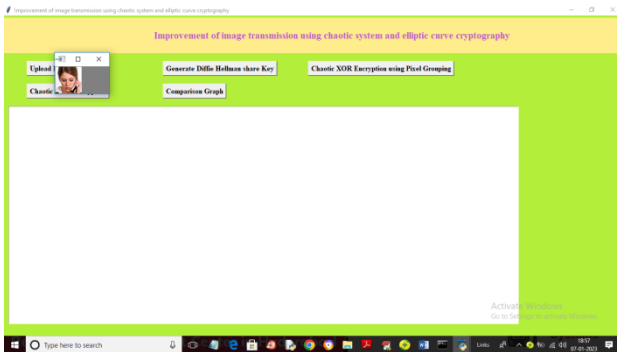 Improvement of image transmission using chaotic system and elliptic curve cryptography
Improvement of image transmission using chaotic system and elliptic curve cryptography
Upload
Generate Diffie Hellman share Key
Chaotic XOR Encryption using Pixel Grouping
Chaotic
Comparison Graph
Activate Windows
Go to Settings to activate Windows.
Type here to search
Links
18:57
07-01-2023